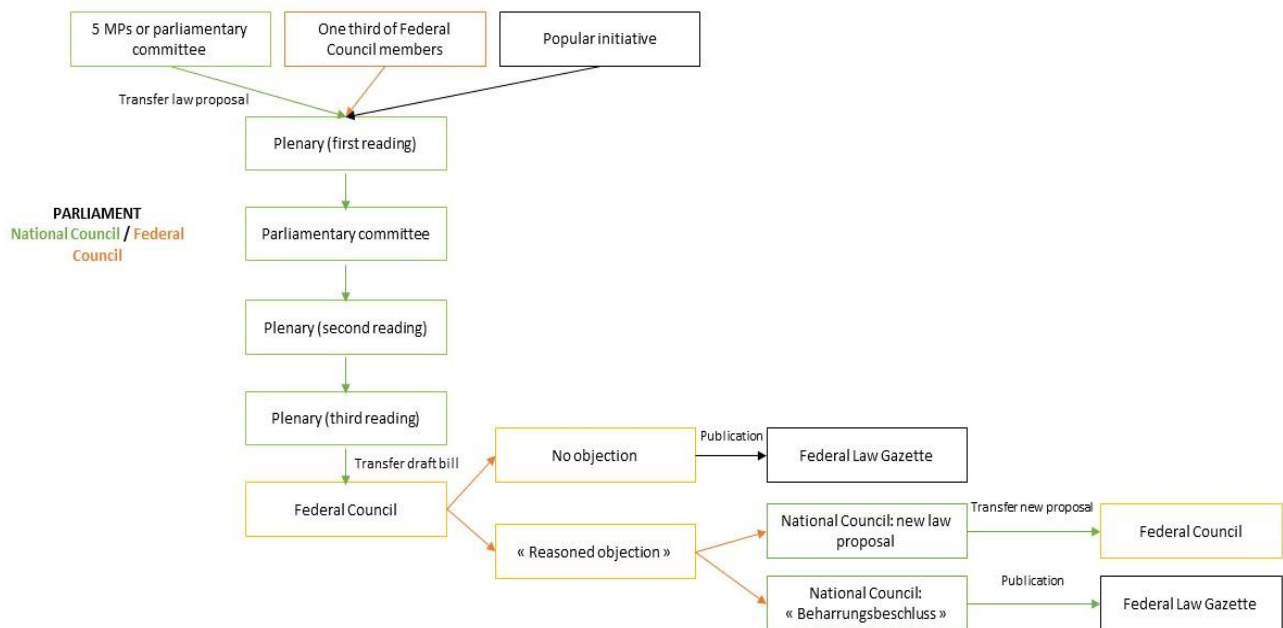 5 MPs or parliamentary
committee
One third of Federal
Council members
Popular initiative
Transfer law proposal
Plenary (first reading)
PARLIAMENT
National Council / Federal
Council
Parliamentary committee
Plenary (second reading)
Plenary (third reading)
Transfer draft bill
Federal Council
No objection
Publication
Federal Law Gazette
« Reasoned objection »
National Council: new law
proposal
Transfer new proposal
Federal Council
National Council:
« Beharrungsbeschluss »
Publication
Federal Law Gazette